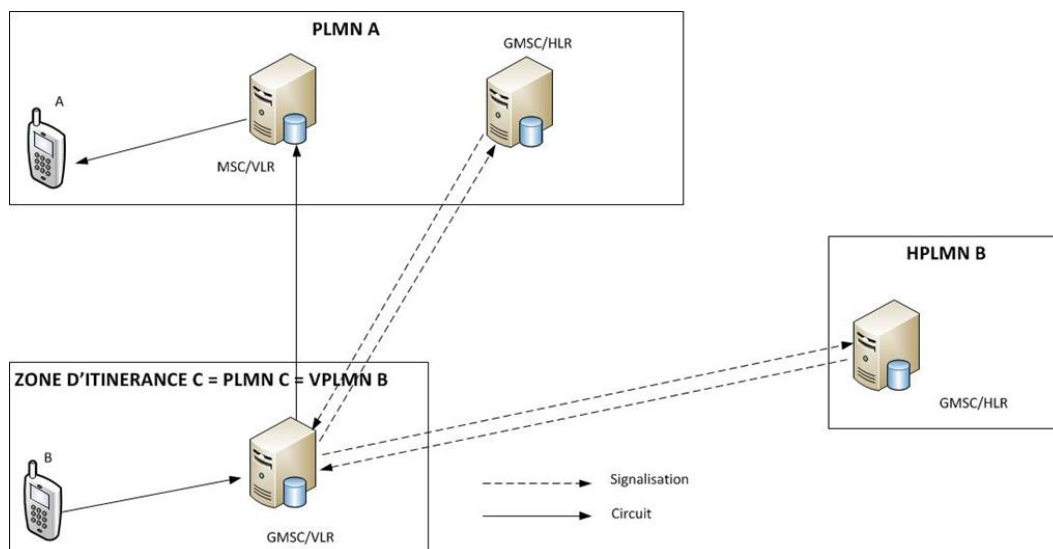 PLMN A
GMSC/HLR
A
MSC/VLR
HPLMN B
GMSC/HLR
ZONE D'ITINERANCE C = PLMN C = VPLMN B
B
GMSC/VLR
Signalisation
Circuit